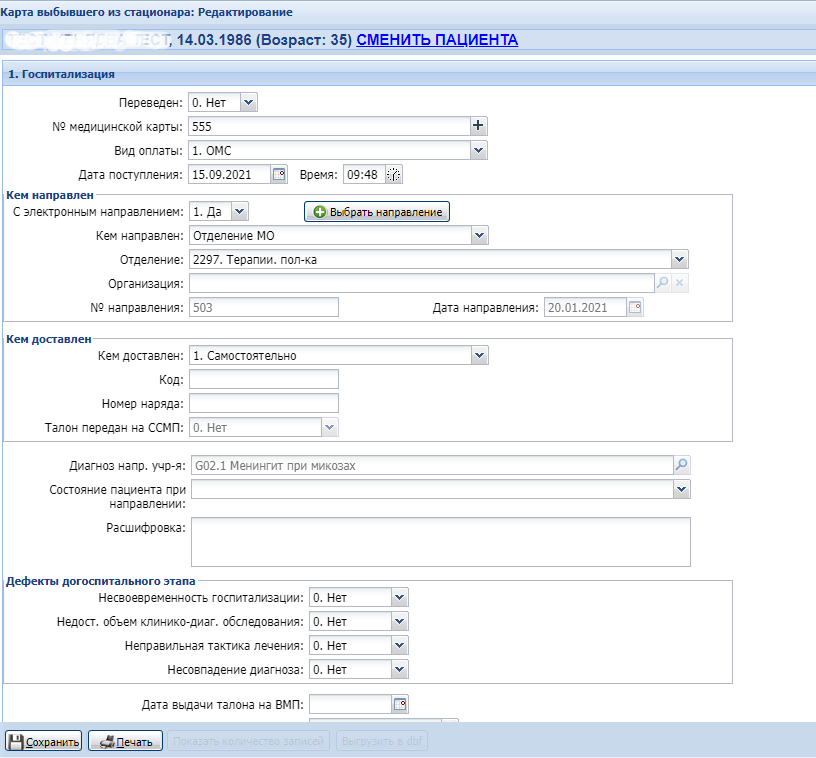 Карта выбывшего из стационара: Редактирование
14.03.1986 (Возраст: 35) СМЕНИТЬ ПАЦИЕНТА
1. Госпитализация
Переведен: 0. Нет
№ медицинской карты: 555
Вид оплаты: 1. ОМС
Дата поступления: 15.09.2021 Время: 09:48
Кем направлен
С электронным направлением: 1. Да Выбрать направление
Кем направлен: Отделение МО
Отделение: 2297. Терапии. пол-ка
Организация:
№ направления: 503 Дата направления: 20.01.2021
Кем доставлен
Кем доставлен: 1. Самостоятельно
Код:
Номер наряда:
Талон передан на ССМП: 0. Нет
Диагноз напр. учр-я: G02.1 Менингит при микозах
Состояние пациента при
направлении:
Расшифровка:
Дефекты догоспитального этапа
Несвоевременность госпитализации: 0. Нет
Недост. объем клинико-диаг. обследования: 0. Нет
Неправильная тактика лечения: 0. Нет
Несовпадение диагноза: 0. Нет
Дата выдачи талона на ВМП:
Сохранить Печать Показать количество записей Выгрузить в dbf